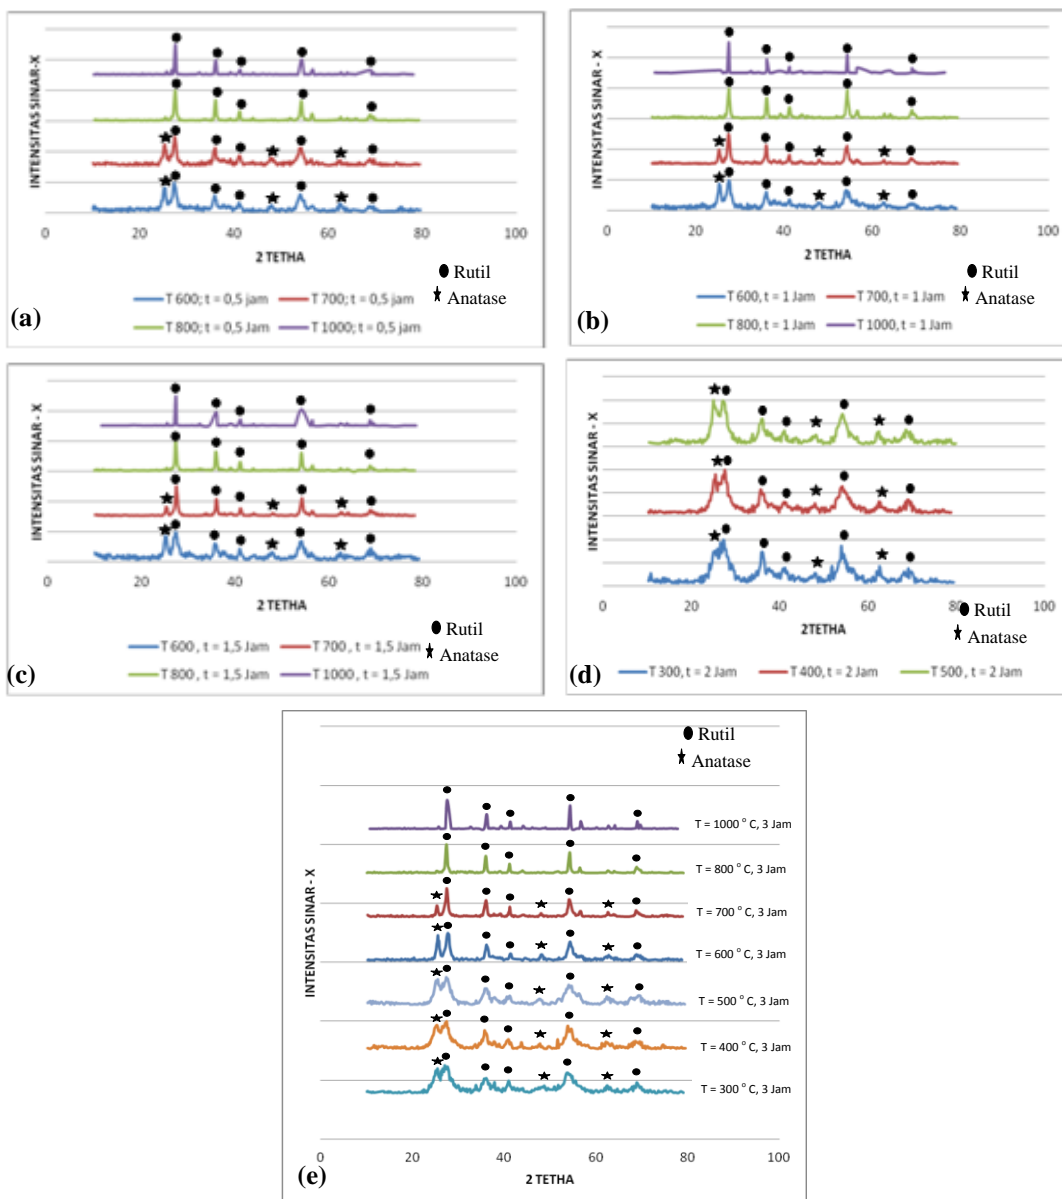 INTENSITAS SINAR-X
0 20 40 60 80 100
2 TETHA
Rutil
Anatase
T 600; t = 0,5 jam T 700; t = 0,5 jam
T 800; t = 0,5 Jam T 1000; t = 0,5 jam
(a)
INTENSITAS SINAR - X
0 20 40 60 80 100
2 TETHA
Rutil
Anatase
T 600, t = 1 Jam T 700, t = 1 Jam
T 800, t = 1 Jam T 1000, t = 1 Jam
(b)
INTENSITAS SINAR - X
0 20 40 60 80 100
2 TETHA
Rutil
Anatase
T 600 , t = 1,5 Jam T 700 , t = 1,5 Jam
T 800 , t = 1,5 Jam T 1000 , t = 1,5 Jam
(c)
INTENSITAS SINAR - X
0 20 40 60 80 100
2TETHA
Rutil
Anatase
T 300, t = 2 Jam T 400, t = 2 Jam T 500 , t = 2 Jam
(d)
Rutil
Anatase
INTENSITAS SINAR - X
T = 1000 ° C, 3 Jam
T = 800 ° C, 3 Jam
T = 700 ° C, 3 Jam
T = 600 ° C, 3 Jam
T = 500 ° C, 3 Jam
T = 400 ° C, 3 Jam
T = 300 ° C, 3 Jam
0 20 40 60 80 100
2 TETHA
(e)